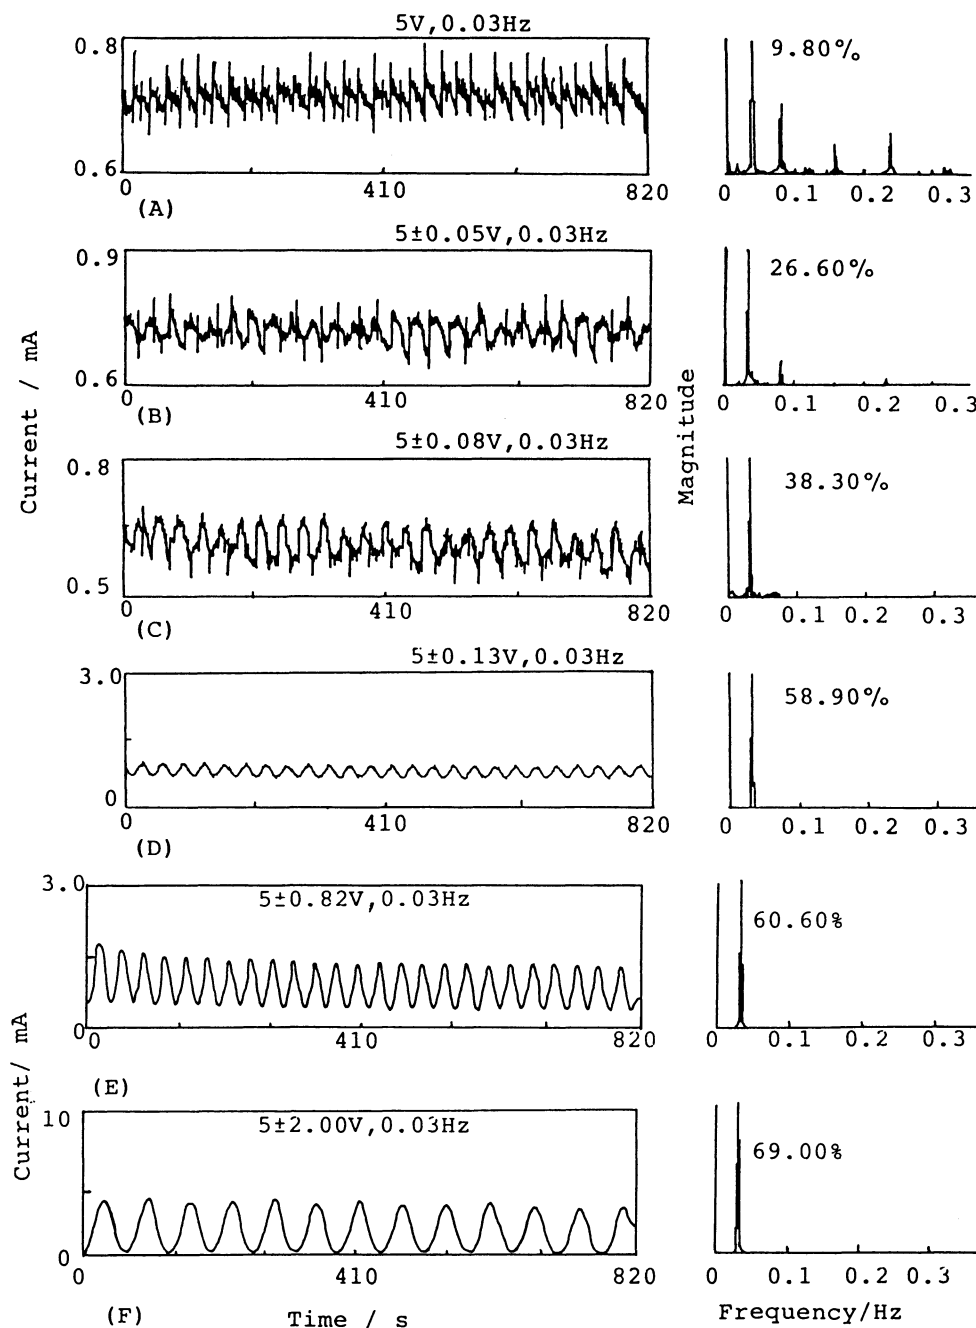 5V,0.03Hz
0.8
0.6
0 410 820
(A)
9.80%
0 0.1 0.2 0.3
5±0.05V,0.03Hz
0.9
0.6
0 410 820
(B)
26.60%
0 0.1 0.2 0.3
5±0.08V,0.03Hz
0.8
0.5
0 410 820
(C)
38.30%
0 0.1 0.2 0.3
Current / mA
Magnitude
5±0.13V,0.03Hz
3.0
0
0 410 820
(D)
58.90%
0 0.1 0.2 0.3
5±0.82V,0.03Hz
3.0
0
0 410 820
(E)
60.60%
0 0.1 0.2 0.3
Current/ mA
5±2.00V,0.03Hz
10
0
0 410 820
(F)
69.00%
0 0.1 0.2 0.3
Time / s
Frequency/Hz